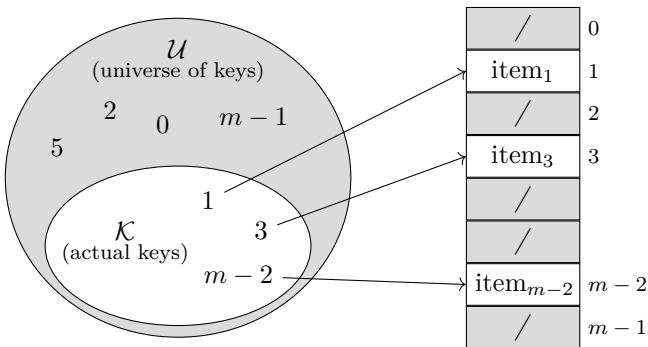 𝒰
(universe of keys)
5
2
0
m − 1
1
3
𝒦
(actual keys)
m − 2
/ 0
item₁ 1
/ 2
item₃ 3
/
/
itemₘ₋₂ m − 2
/ m − 1